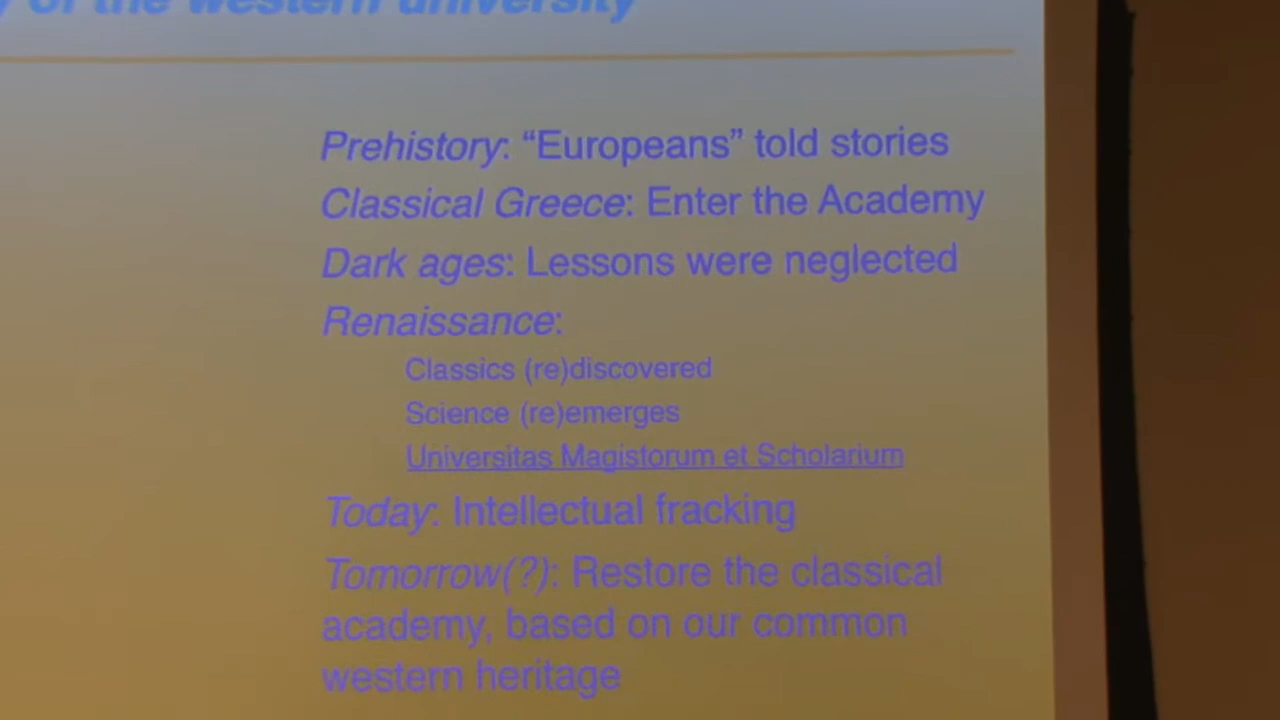 y of the western university
Prehistory: “Europeans” told stories
Classical Greece: Enter the Academy
Dark ages: Lessons were neglected
Renaissance:
Classics (re)discovered
Science (re)emerges
Universitas Magistorum et Scholarium
Today: Intellectual fracking
Tomorrow(?): Restore the classical
academy, based on our common
western heritage